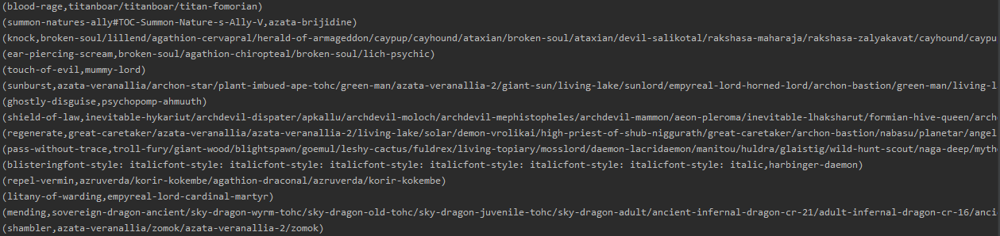 (blood-rage,titanboar/titanboar/titan-fomorian)
(summon-natures-ally#TOC-Summon-Nature-s-Ally-V,azata-brijidine)
(knock,broken-soul/lillend/agathion-cervapral/herald-of-armageddon/caypup/cayhound/ataxian/broken-soul/ataxian/devil-salikotal/rakshasa-maharaja/rakshasa-zalyakavat/cayhound/caypu
(ear-piercing-scream,broken-soul/agathion-chiropteal/broken-soul/lich-psychic)
(touch-of-evil,mummy-lord)
(sunburst,azata-veranallia/archon-star/plant-imbued-ape-tohc/green-man/azata-veranallia-2/giant-sun/living-lake/sunlord/empyreal-lord-horned-lord/archon-bastion/green-man/living-l
(ghostly-disguise,psychopomp-ahmuuth)
(shield-of-law,inevitable-hykariut/archdevil-dispater/apkallu/archdevil-moloch/archdevil-mephistopheles/archdevil-mammon/aeon-pleroma/inevitable-lhaksharut/formian-hive-queen/arch
(regenerate,great-caretaker/azata-veranallia/azata-veranallia-2/living-lake/solar/demon-vrolikai/high-priest-of-shub-niggurath/great-caretaker/archon-bastion/nabasu/planetar/angel
(pass-without-trace,troll-fury/giant-wood/blightspawn/goemul/leshy-cactus/fuldrex/living-topiary/mosslord/daemon-lacridaemon/manitou/huldra/glaistig/wild-hunt-scout/naga-deep/myth
(blisteringfont-style: italicfont-style: italicfont-style: italicfont-style: italicfont-style: italicfont-style: italicfont-style: italic,harbinger-daemon)
(repel-vermin,azruverda/korir-kokembe/agathion-draconal/azruverda/korir-kokembe)
(litany-of-warding,empyreal-lord-cardinal-martyr)
(mending,sovereign-dragon-ancient/sky-dragon-wyrm-tohc/sky-dragon-old-tohc/sky-dragon-juvenile-tohc/sky-dragon-adult/ancient-infernal-dragon-cr-21/adult-infernal-dragon-cr-16/anci
(shambler,azata-veranallia/zomok/azata-veranallia-2/zomok)